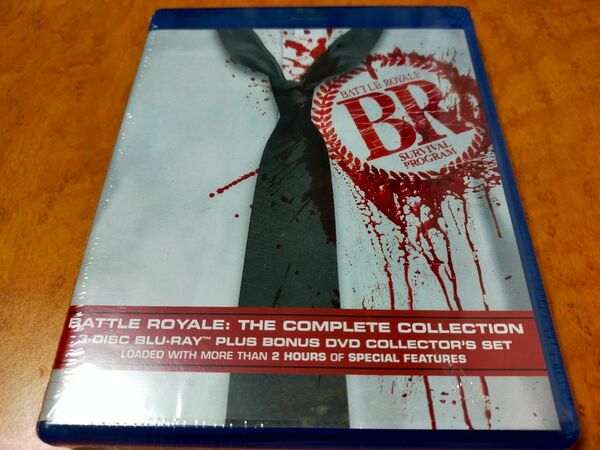 BATTLE ROYALE
BR
SURVIVAL
PROGRAM
BATTLE ROYALE: THE COMPLETE COLLECTION
3-DISC BLU-RAY™ PLUS BONUS DVD COLLECTOR'S SET
LOADED WITH MORE THAN 2 HOURS OF SPECIAL FEATURES